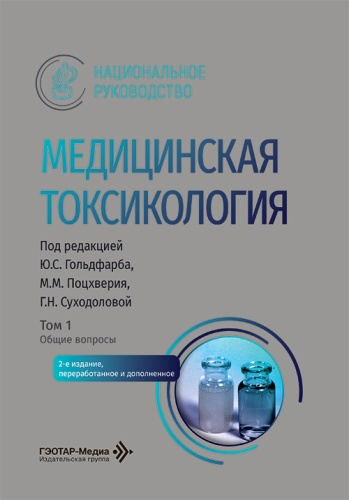 НАЦИОНАЛЬНОЕ
РУКОВОДСТВО
МЕДИЦИНСКАЯ
ТОКСИКОЛОГИЯ
Под редакцией
Ю.С. Гольдфарба,
М.М. Поцхверия,
Г.Н. Суходоловой
Том 1
Общие вопросы
2-е издание,
переработанное и дополненное
ГЭОТАР-Медиа
Издательская группа